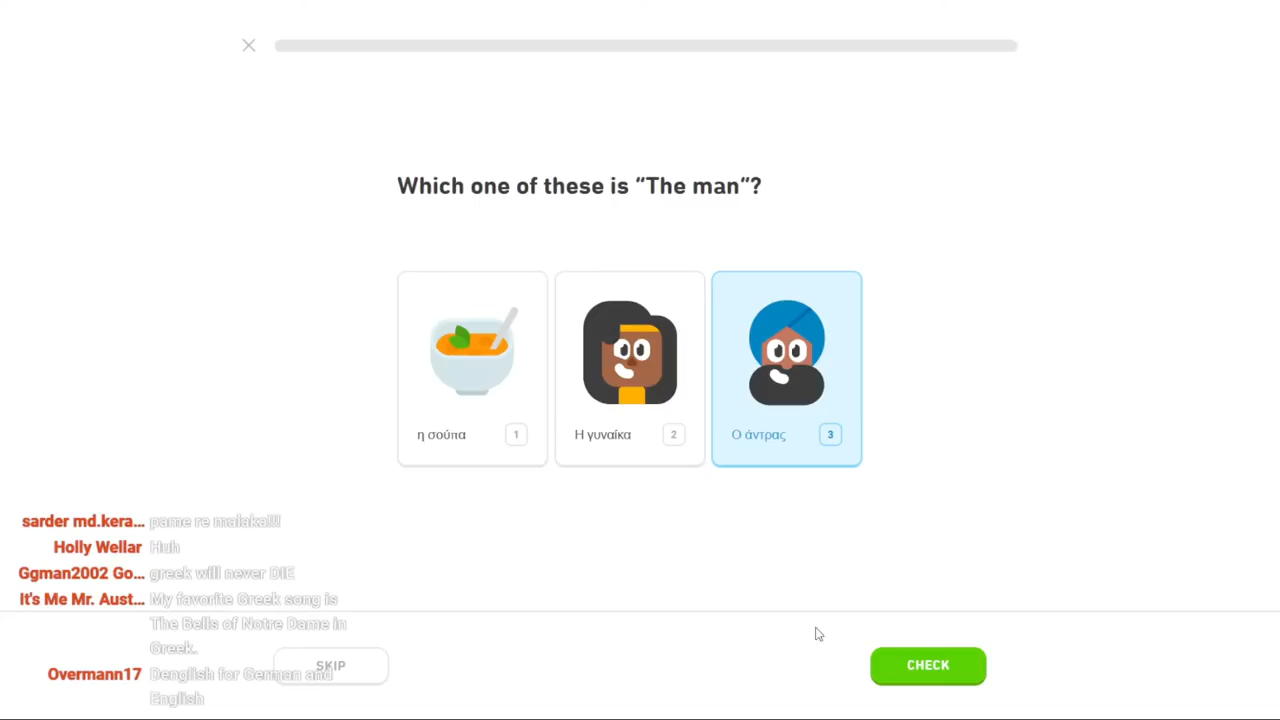 Which one of these is “The man”?
η σούπα 1
Η γυναίκα 2
Ο άντρας 3
sarder md.kera... pame re malaka!!!
Holly Wellar Huh
Ggman2002 Go... greek will never DIE
It's Me Mr. Aust... My favorite Greek song is
The Bells of Notre Dame in
Greek.
Overmann17 Denglish for German and
English
SKIP
CHECK